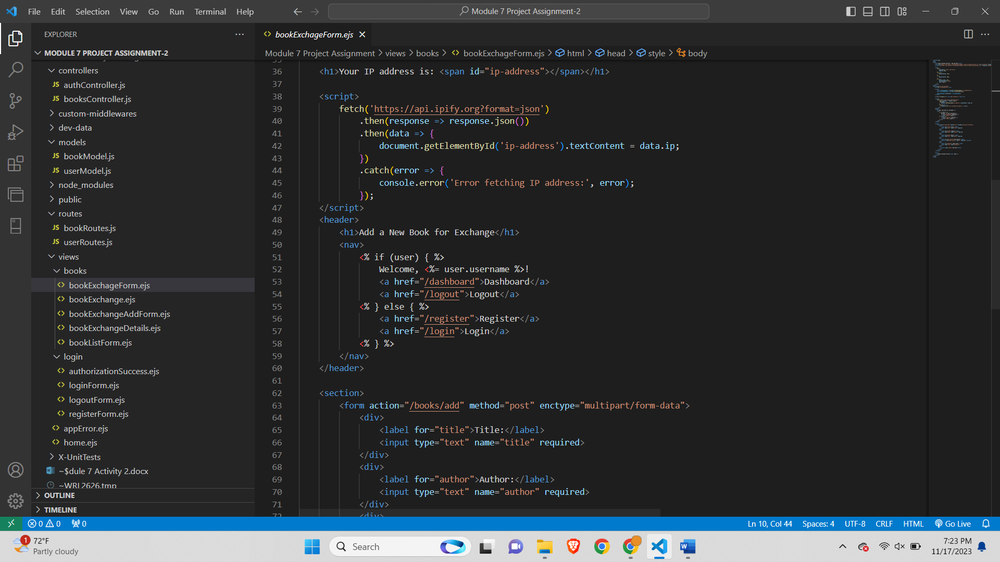 File Edit Selection View Go Run Terminal Help
Module 7 Project Assignment-2
EXPLORER
MODULE 7 PROJECT ASSIGNMENT-2
controllers
JS authController.js
JS booksController.js
custom-middlewares
dev-data
models
JS bookModel.js
JS userModel.js
node_modules
public
routes
JS bookRoutes.js
JS userRoutes.js
views
books
bookExchageForm.ejs
bookExchange.ejs
bookExchangeAddForm.ejs
bookExchangeDetails.ejs
bookListForm.ejs
login
authorizationSuccess.ejs
loginForm.ejs
logoutForm.ejs
registerForm.ejs
appError.ejs
home.ejs
X-UnitTests
~$dule 7 Activity 2.docx
~WRL2626.tmp
OUTLINE
TIMELINE
bookExchageForm.ejs
Module 7 Project Assignment > views > books > bookExchageForm.ejs > html > head > style > body
35
36 <h1>Your IP address is: <span id="ip-address"></span></h1>
37
38 <script>
39 fetch('https://api.ipify.org?format=json')
40 .then(response => response.json())
41 .then(data => {
42 document.getElementById('ip-address').textContent = data.ip;
43 })
44 .catch(error => {
45 console.error('Error fetching IP address:', error);
46 });
47 </script>
48 <header>
49 <h1>Add a New Book for Exchange</h1>
50 <nav>
51 <% if (user) { %>
52 Welcome, <%= user.username %>!
53 <a href="/dashboard">Dashboard</a>
54 <a href="/logout">Logout</a>
55 <% } else { %>
56 <a href="/register">Register</a>
57 <a href="/login">Login</a>
58 <% } %>
59 </nav>
60 </header>
61
62 <section>
63 <form action="/books/add" method="post" enctype="multipart/form-data">
64 <div>
65 <label for="title">Title:</label>
66 <input type="text" name="title" required>
67 </div>
68 <div>
69 <label for="author">Author:</label>
70 <input type="text" name="author" required>
71 </div>
72 <div>
0 0 0
Ln 10, Col 44 Spaces: 4 UTF-8 CRLF HTML Go Live
1
72°F
Partly cloudy
Search
7:23 PM
11/17/2023